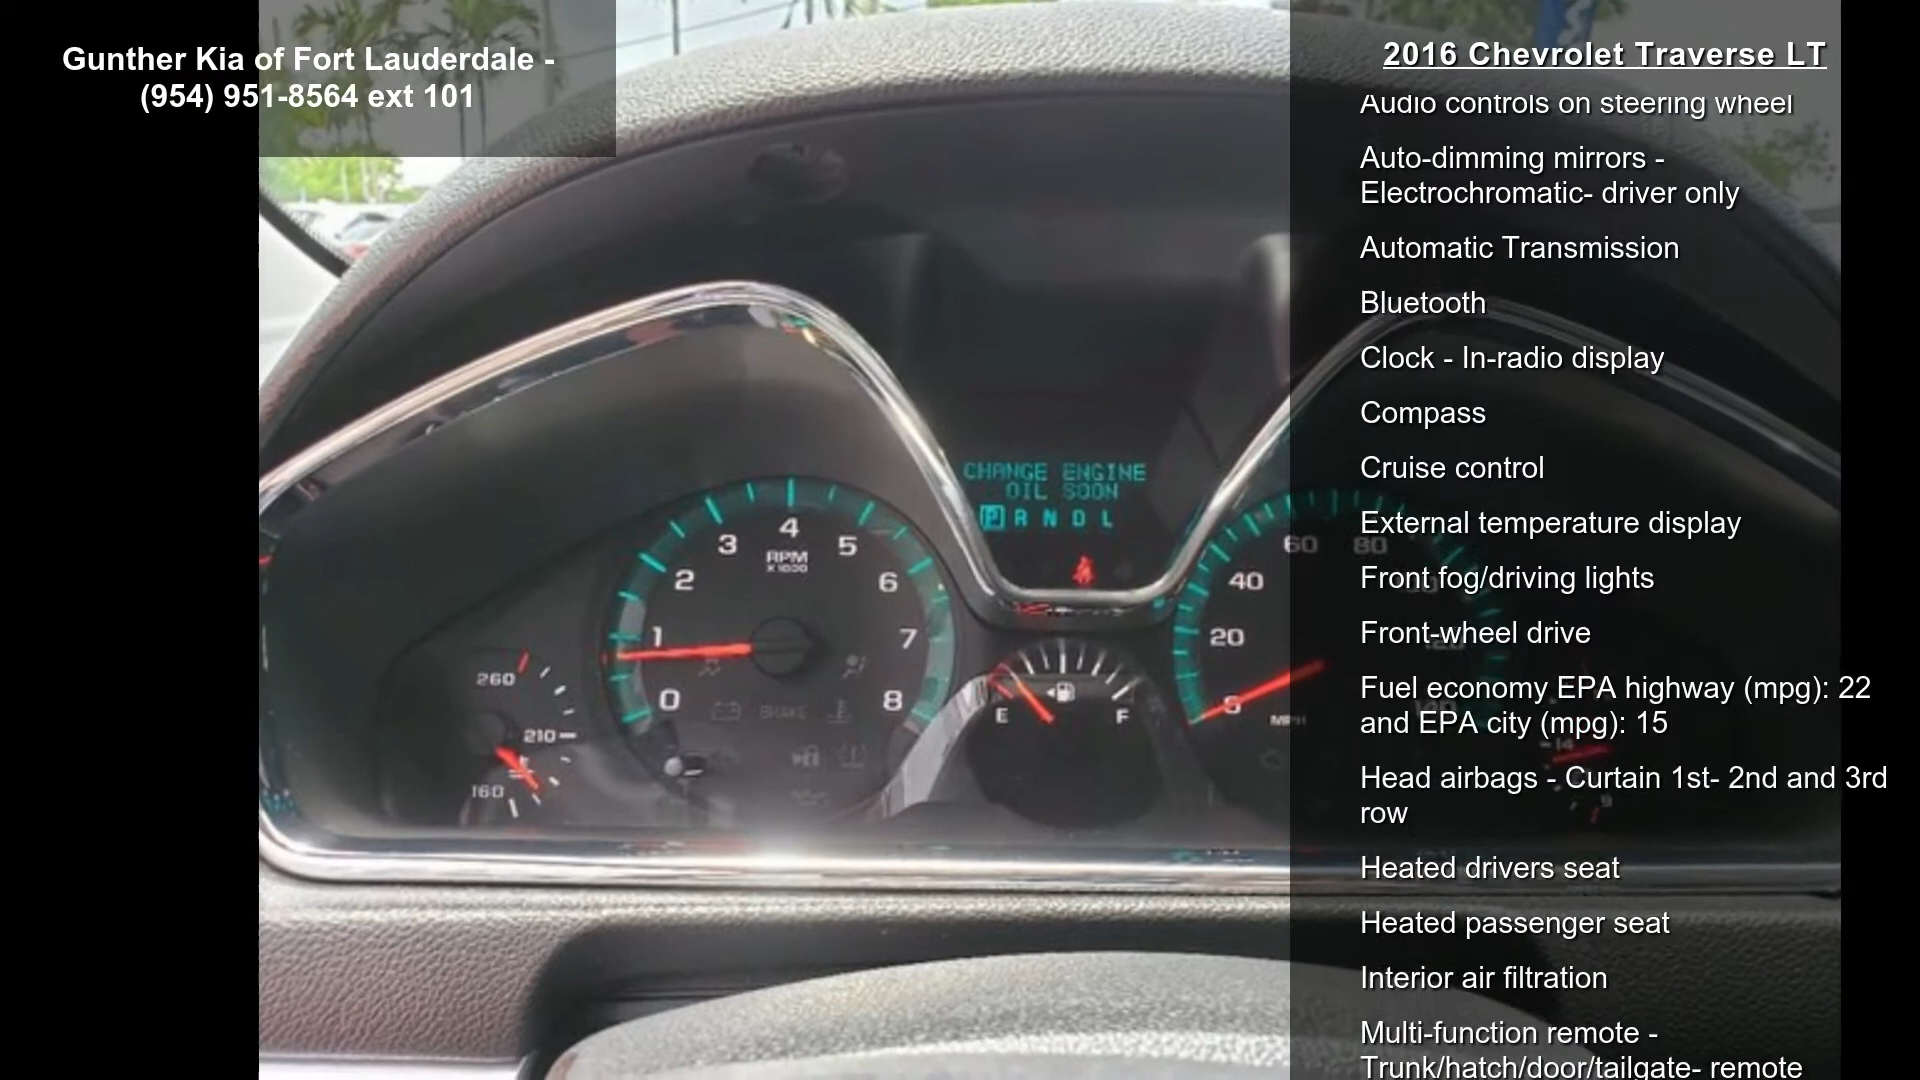 Gunther Kia of Fort Lauderdale -
(954) 951-8564 ext 101
2016 Chevrolet Traverse LT
Audio controls on steering wheel
Auto-dimming mirrors -
Electrochromatic- driver only
Automatic Transmission
Bluetooth
Clock - In-radio display
Compass
Cruise control
External temperature display
Front fog/driving lights
Front-wheel drive
Fuel economy EPA highway (mpg): 22
and EPA city (mpg): 15
Head airbags - Curtain 1st- 2nd and 3rd
row
Heated drivers seat
Heated passenger seat
Interior air filtration
Multi-function remote -
Trunk/hatch/door/tailgate- remote
CHANGE ENGINE
OIL SOON
P R N D L
0
1
2
3
4
5
6
7
8
RPM
X1000
BRAKE
260
210
160
E
F
5
20
40
60
80
120
MPH
14